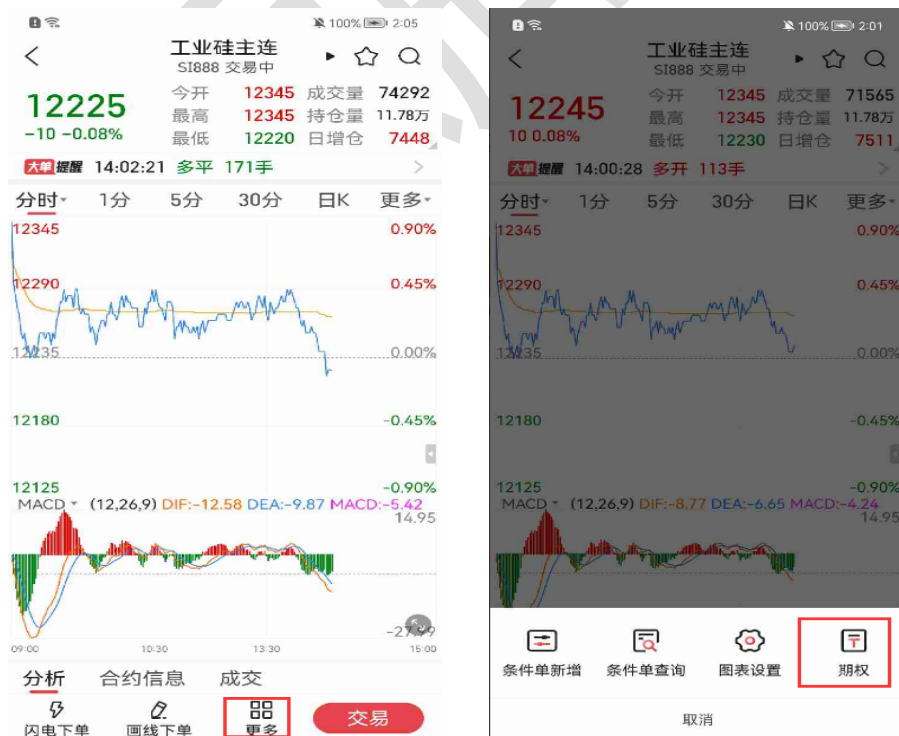 100% 2:05
工业硅主连
SI888 交易中
12225
-10 -0.08%
今开 12345 成交量 74292
最高 12345 持仓量 11.78万
最低 12220 日增仓 7448
大单提醒 14:02:21 多平 171手
分时 1分 5分 30分 日K 更多
12345 0.90%
12290 0.45%
12235 0.00%
12180 -0.45%
12125 -0.90%
MACD (12,26,9) DIF:-12.58 DEA:-9.87 MACD:-5.42
14.95
-27.99
09:00 10:30 13:30 15:00
分析 合约信息 成交
闪电下单 画线下单 更多 交易
100% 2:01
工业硅主连
SI888 交易中
12245
10 0.08%
今开 12345 成交量 71565
最高 12345 持仓量 11.78万
最低 12230 日增仓 7511
大单提醒 14:00:28 多开 113手
分时 1分 5分 30分 日K 更多
12345 0.90%
12290 0.45%
12235 0.00%
12180 -0.45%
12125 -0.90%
MACD (12,26,9) DIF:-8.77 DEA:-6.65 MACD:-4.24
14.95
条件单新增 条件单查询 图表设置 期权
取消